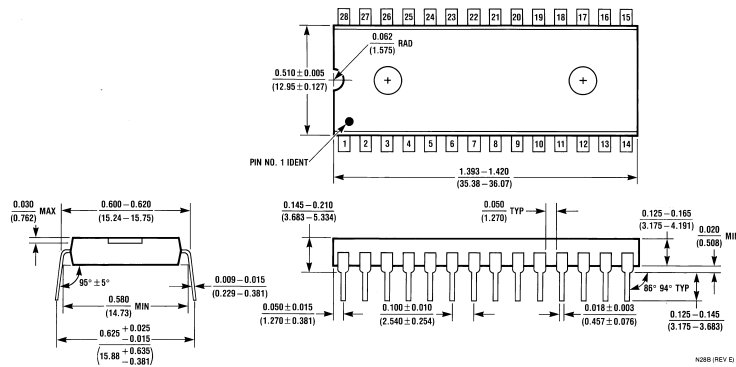 28 27 26 25 24 23 22 21 20 19 18 17 16 15
0.062
(1.575)
RAD
0.510 ± 0.005
(12.95 ± 0.127)
PIN NO. 1 IDENT
1 2 3 4 5 6 7 8 9 10 11 12 13 14
1.393 – 1.420
(35.38 – 36.07)
0.030
(0.762)
MAX
0.600 – 0.620
(15.24 – 15.75)
95° ± 5°
0.580
(14.73)
MIN
0.009 – 0.015
(0.229 – 0.381)
0.625 + 0.025
– 0.015
(15.88 + 0.635
– 0.381)
0.145 – 0.210
(3.683 – 5.334)
0.050
(1.270)
TYP
0.125 – 0.165
(3.175 – 4.191)
0.020
(0.508)
0.050 ± 0.015
(1.270 ± 0.381)
0.100 ± 0.010
(2.540 ± 0.254)
0.018 ± 0.003
(0.457 ± 0.076)
86° 94° TYP
0.125 – 0.145
(3.175 – 3.683)
N28B (REV E)